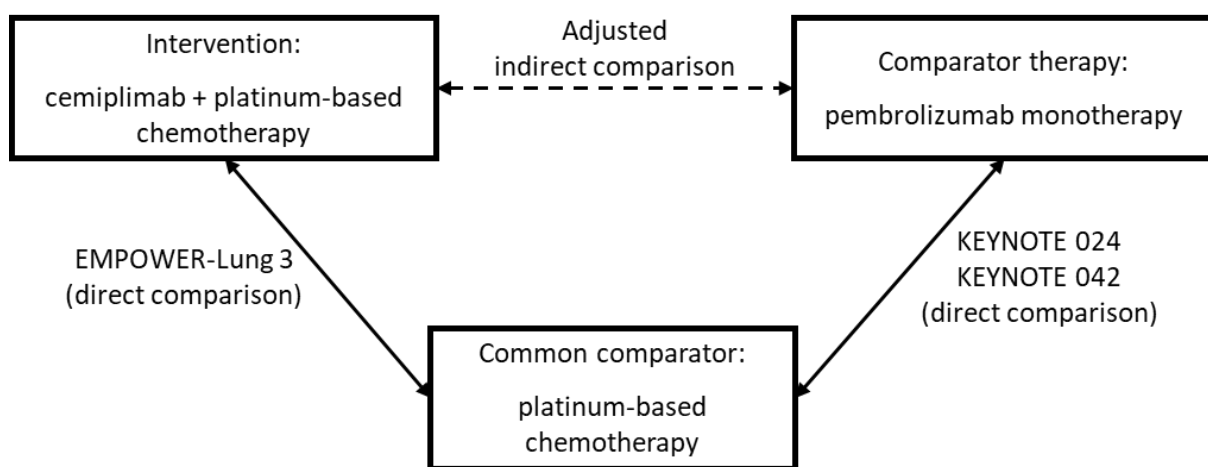 Intervention:
cemiplimab + platinum-based
chemotherapy
Adjusted
indirect comparison
Comparator therapy:
pembrolizumab monotherapy
EMPOWER-Lung 3
(direct comparison)
KEYNOTE 024
KEYNOTE 042
(direct comparison)
Common comparator:
platinum-based
chemotherapy